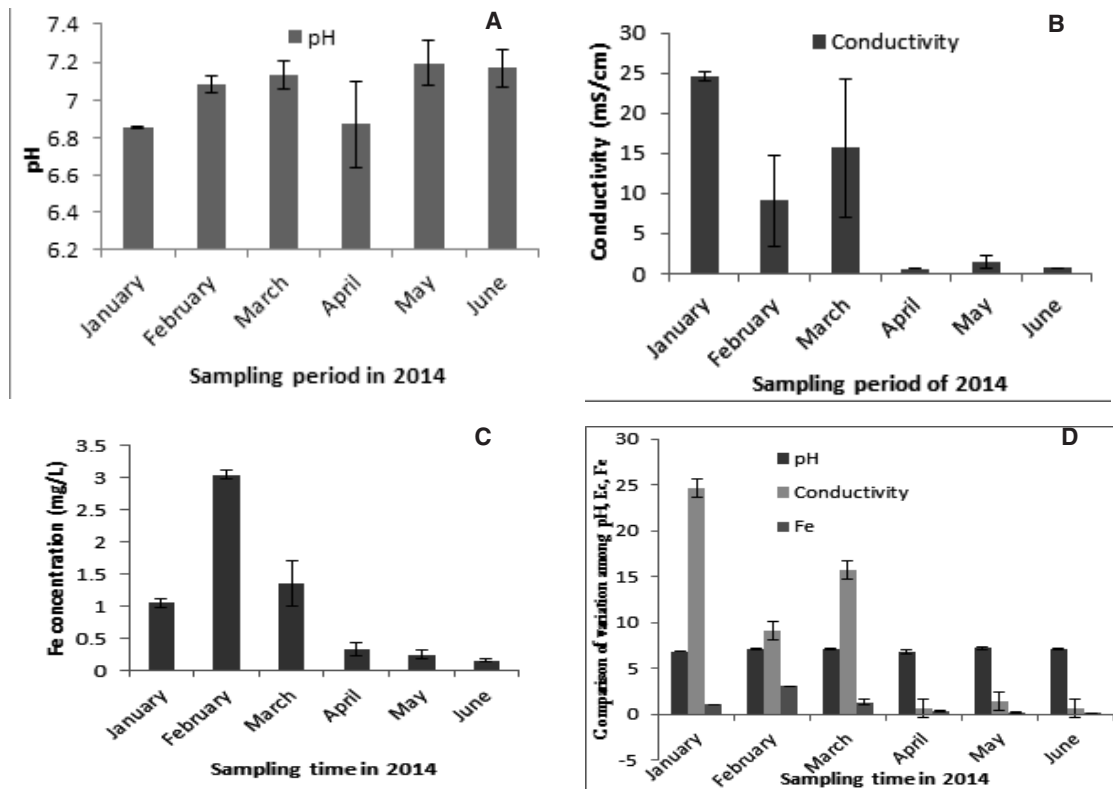 A
pH
7.4
7.2
7
6.8
6.6
6.4
6.2
pH
January
February
March
April
May
June
Sampling period in 2014
B
Conductivity
30
25
20
15
10
5
0
Conductivity (mS/cm)
January
February
March
April
May
June
Sampling period of 2014
C
3.5
3
2.5
2
1.5
1
0.5
0
Fe concentration (mg/L)
January
February
March
April
May
June
Sampling time in 2014
D
pH
Conductivity
Fe
30
25
20
15
10
5
0
-5
Comparison of variation among pH, Ec, Fe
January
February
March
April
May
June
Sampling time in 2014